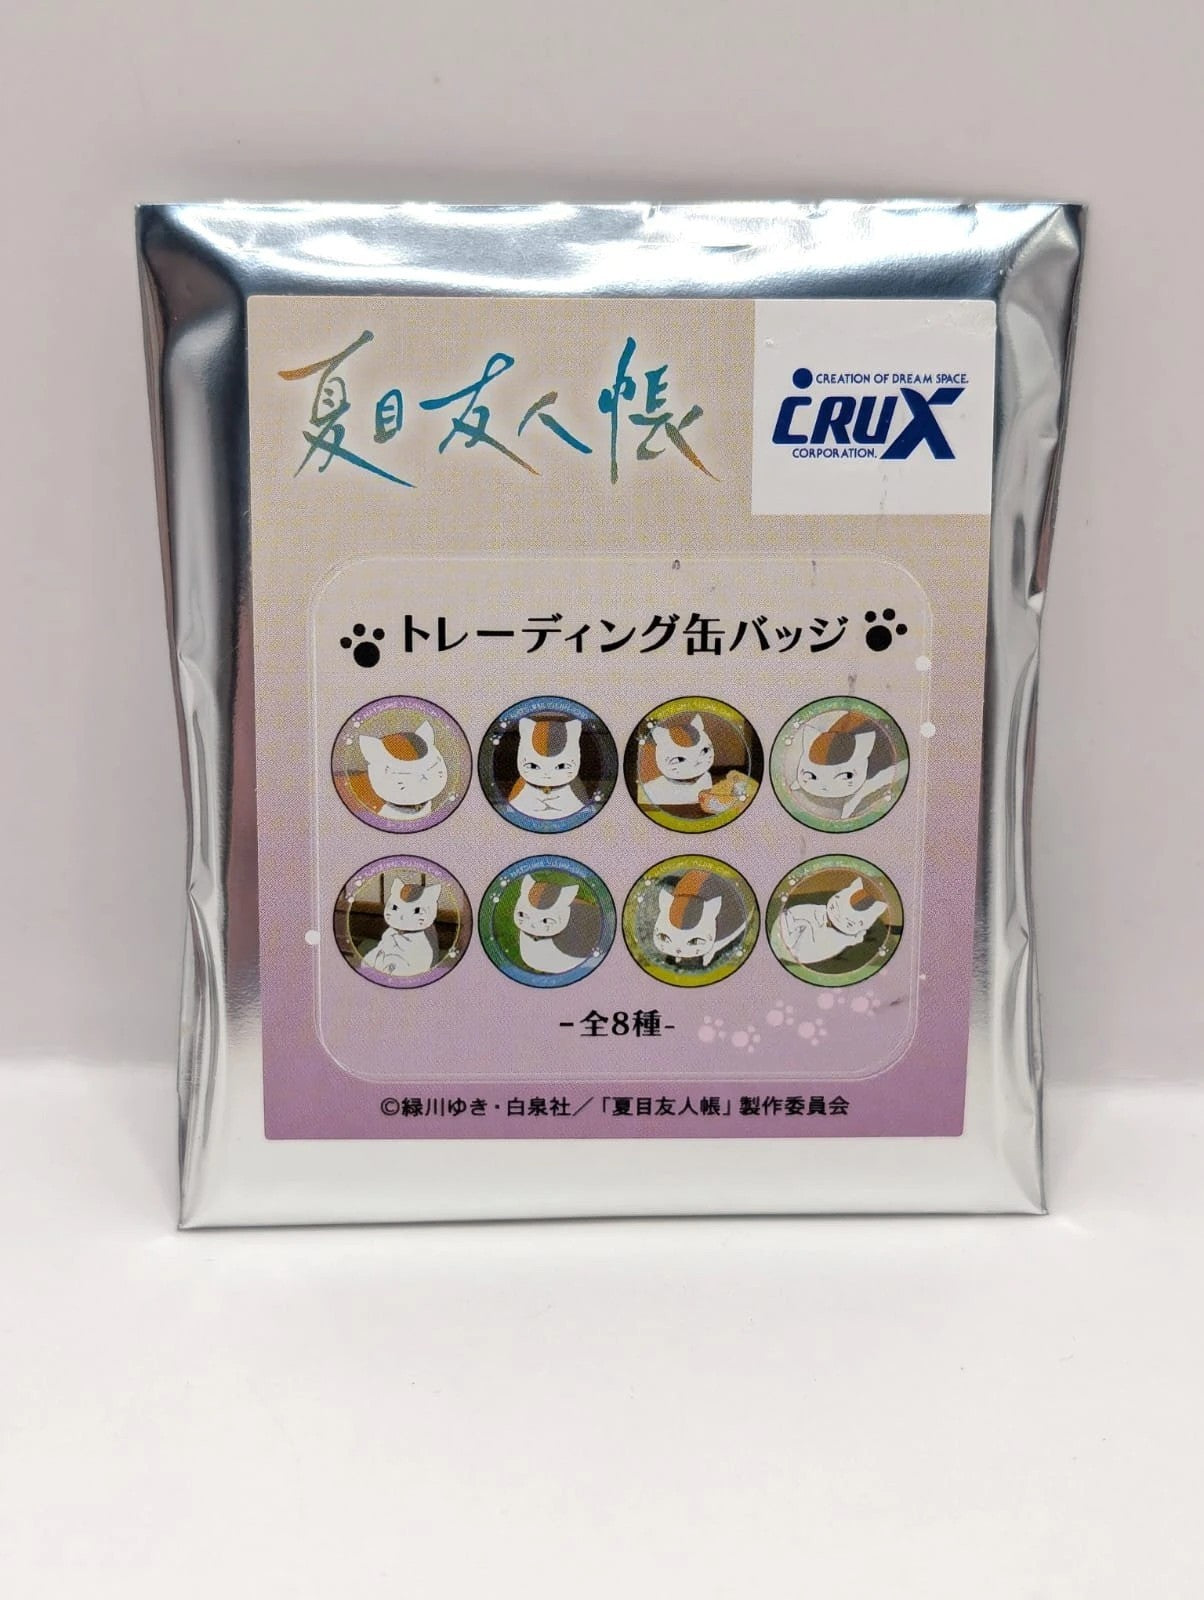 夏目友人帳
CREATION OF DREAM SPACE.
CRUX
CORPORATION.
トレーディング缶バッジ
-全8種-
©緑川ゆき・白泉社／「夏目友人帳」製作委員会